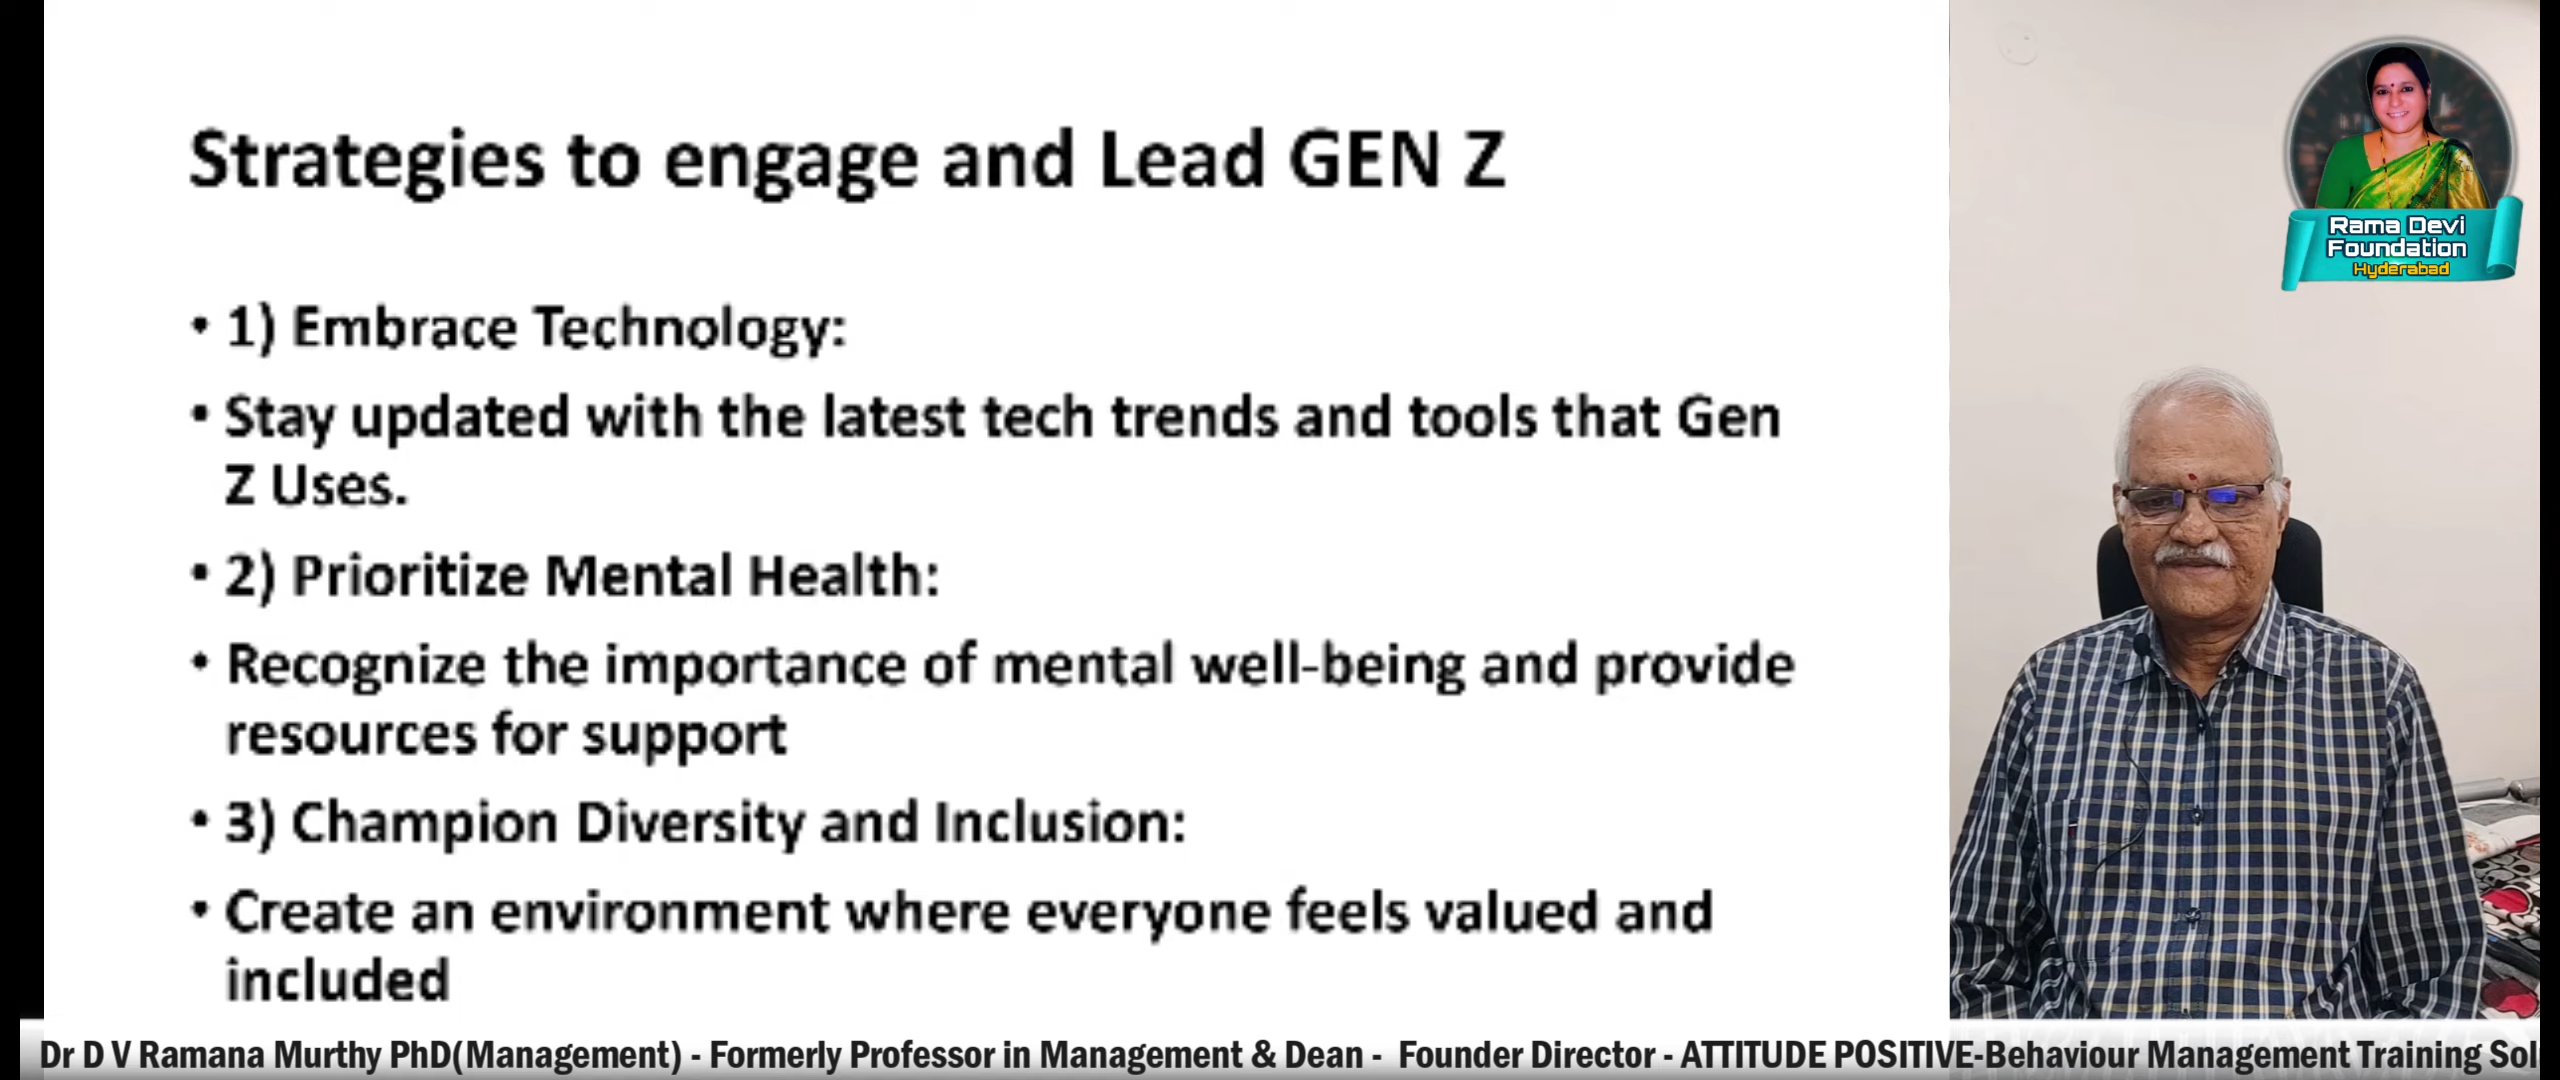 Strategies to engage and Lead GEN Z
• 1) Embrace Technology:
• Stay updated with the latest tech trends and tools that Gen
Z Uses.
• 2) Prioritize Mental Health:
• Recognize the importance of mental well-being and provide
resources for support
• 3) Champion Diversity and Inclusion:
• Create an environment where everyone feels valued and
included
Rama Devi
Foundation
Hyderabad
Dr D V Ramana Murthy PhD(Management) - Formerly Professor in Management & Dean - Founder Director - ATTITUDE POSITIVE-Behaviour Management Training Sol